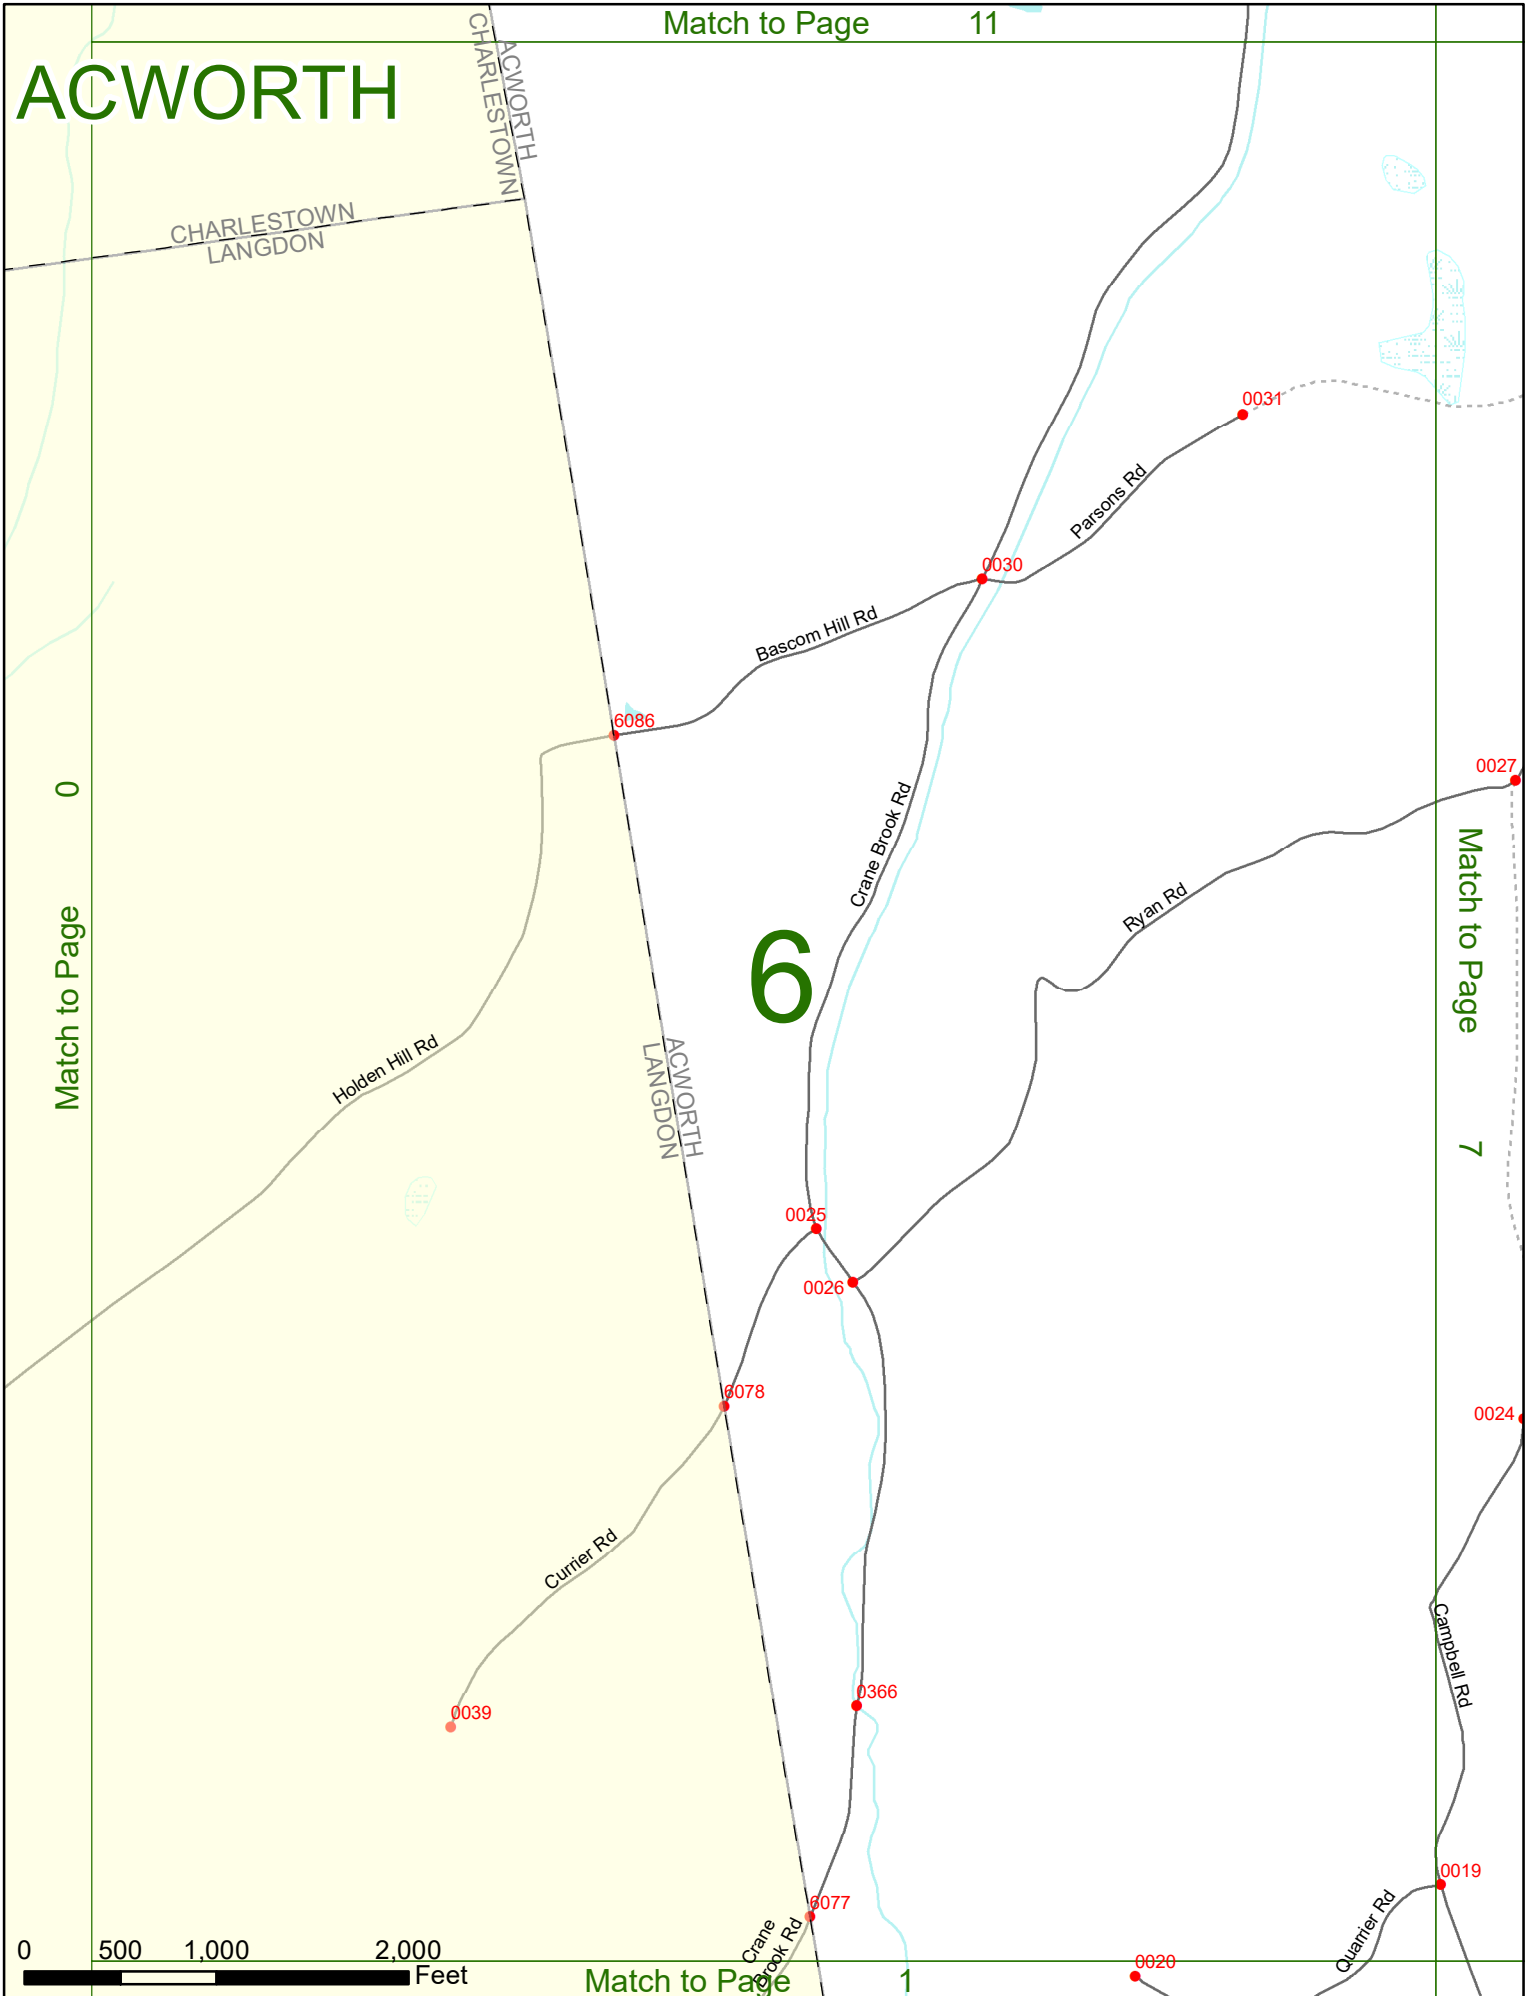 Match to Page 11
ACWORTH
ACWORTH
CHARLESTOWN
CHARLESTOWN
LANGDON
0031
Parsons Rd
0030
Bascom Hill Rd
6086
0027
Crane Brook Rd
Ryan Rd
Match to Page 0
Match to Page 7
6
Holden Hill Rd
ACWORTH
LANGDON
0025
0026
6078
0024
Currier Rd
Campbell Rd
0366
0039
0019
6077
Crane
Brook Rd
Quarrier Rd
0020
0 500 1,000 2,000
Feet
Match to Page 1